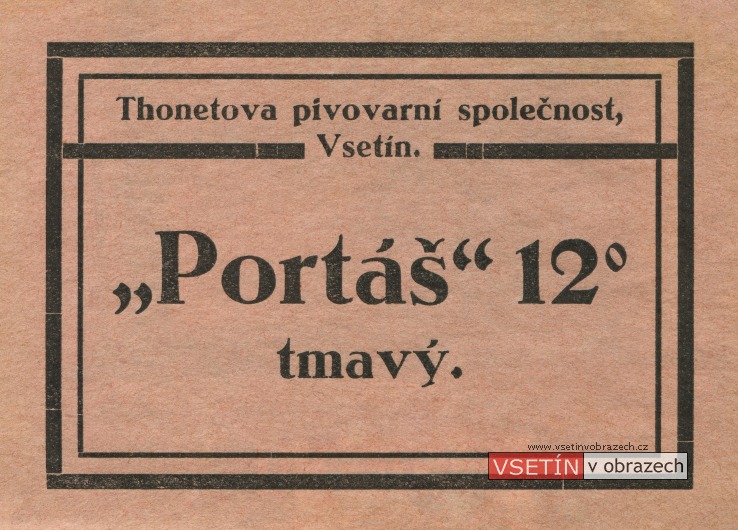 Thonetova pivovarní společnost,
Vsetín.
„Portáš“ 12°
tmavý.
www.vsetinvobrazech.cz
VSETÍN v obrazech